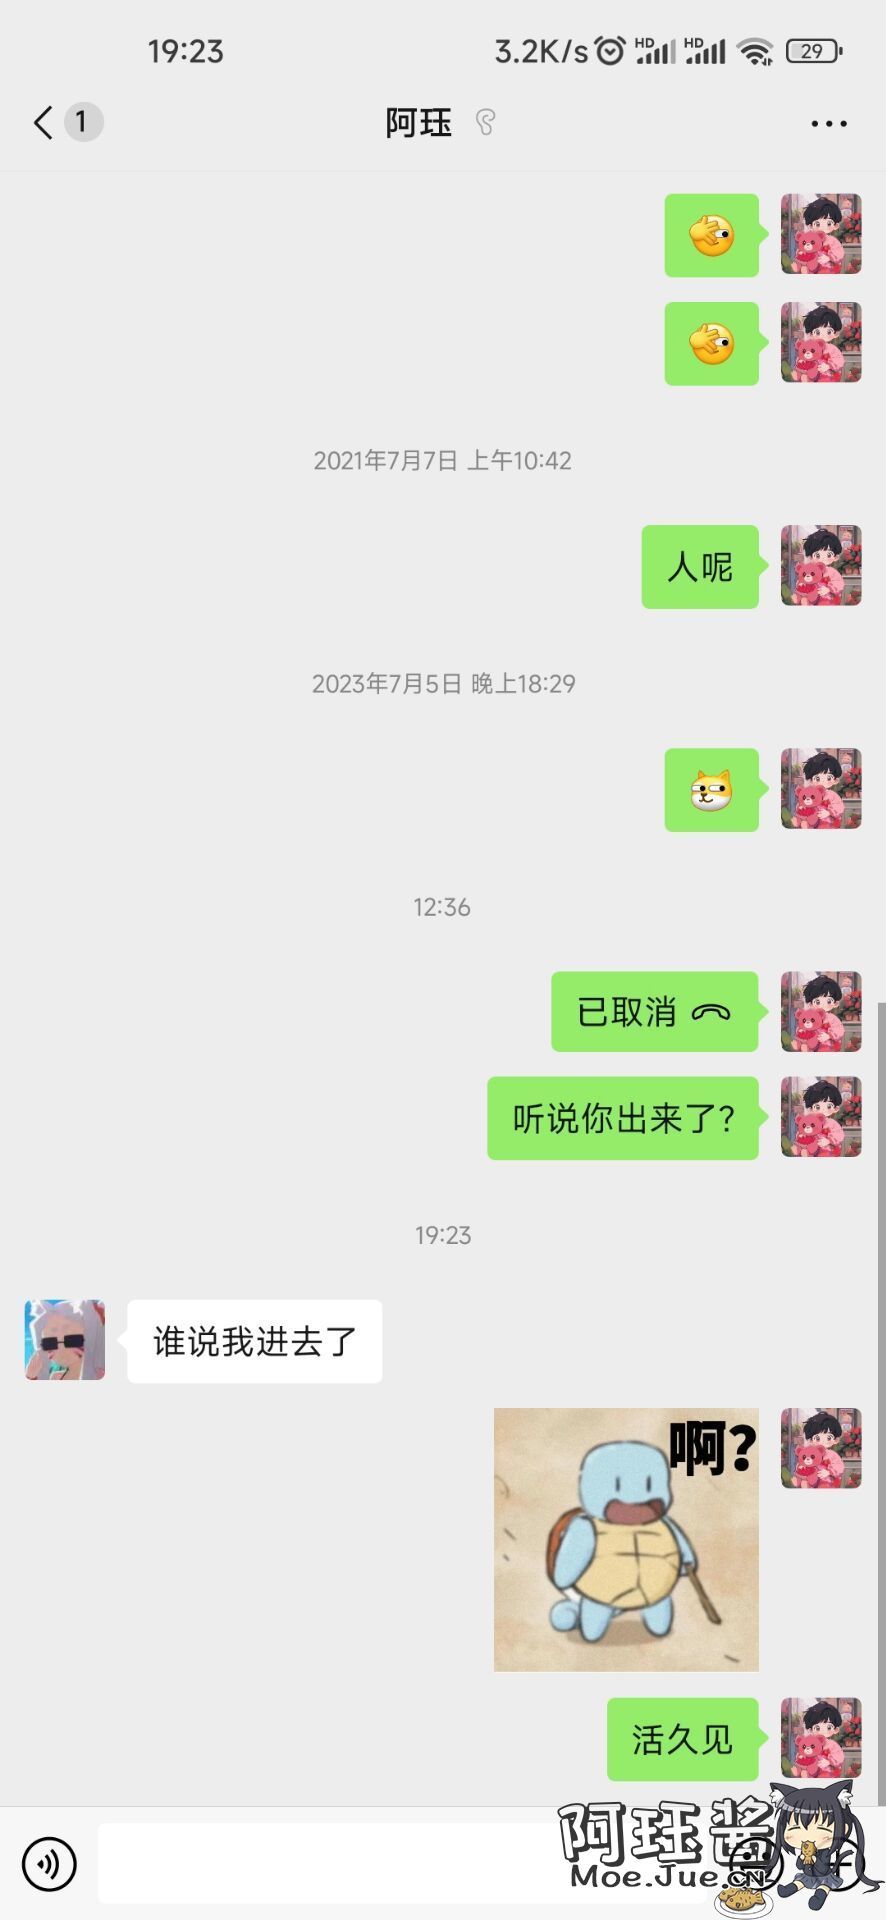 19:23
3.2K/s HD HD 29
1
阿珏
2021年7月7日 上午10:42
人呢
2023年7月5日 晚上18:29
12:36
已取消
听说你出来了?
19:23
谁说我进去了
啊?
活久见
阿珏酱
Moe.Jue.CN